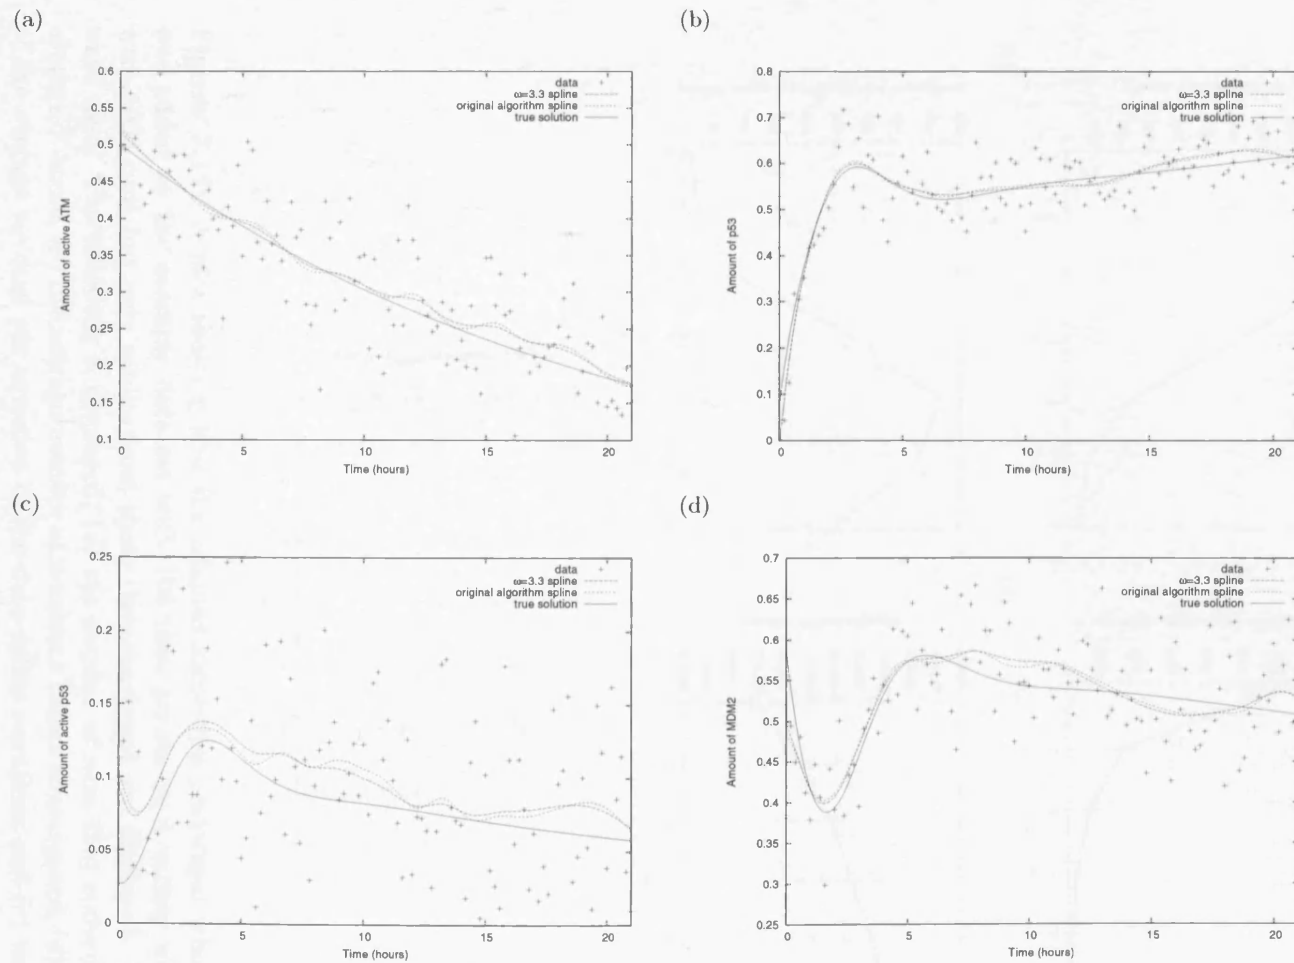 (a)
0.6
0.55
0.5
0.45
0.4
0.35
0.3
0.25
0.2
0.15
0.1
Amount of active ATM
0
5
10
15
20
Time (hours)
data
ω=3.3 spline
original algorithm spline
true solution
(b)
0.8
0.7
0.6
0.5
0.4
0.3
0.2
0.1
0
Amount of p53
0
5
10
15
20
Time (hours)
data
ω=3.3 spline
original algorithm spline
true solution
(c)
0.25
0.2
0.15
0.1
0.05
0
Amount of active p53
0
5
10
15
20
Time (hours)
data
ω=3.3 spline
original algorithm spline
true solution
(d)
0.7
0.65
0.6
0.55
0.5
0.45
0.4
0.35
0.3
0.25
Amount of MDM2
0
5
10
15
20
Time (hours)
data
ω=3.3 spline
original algorithm spline
true solution